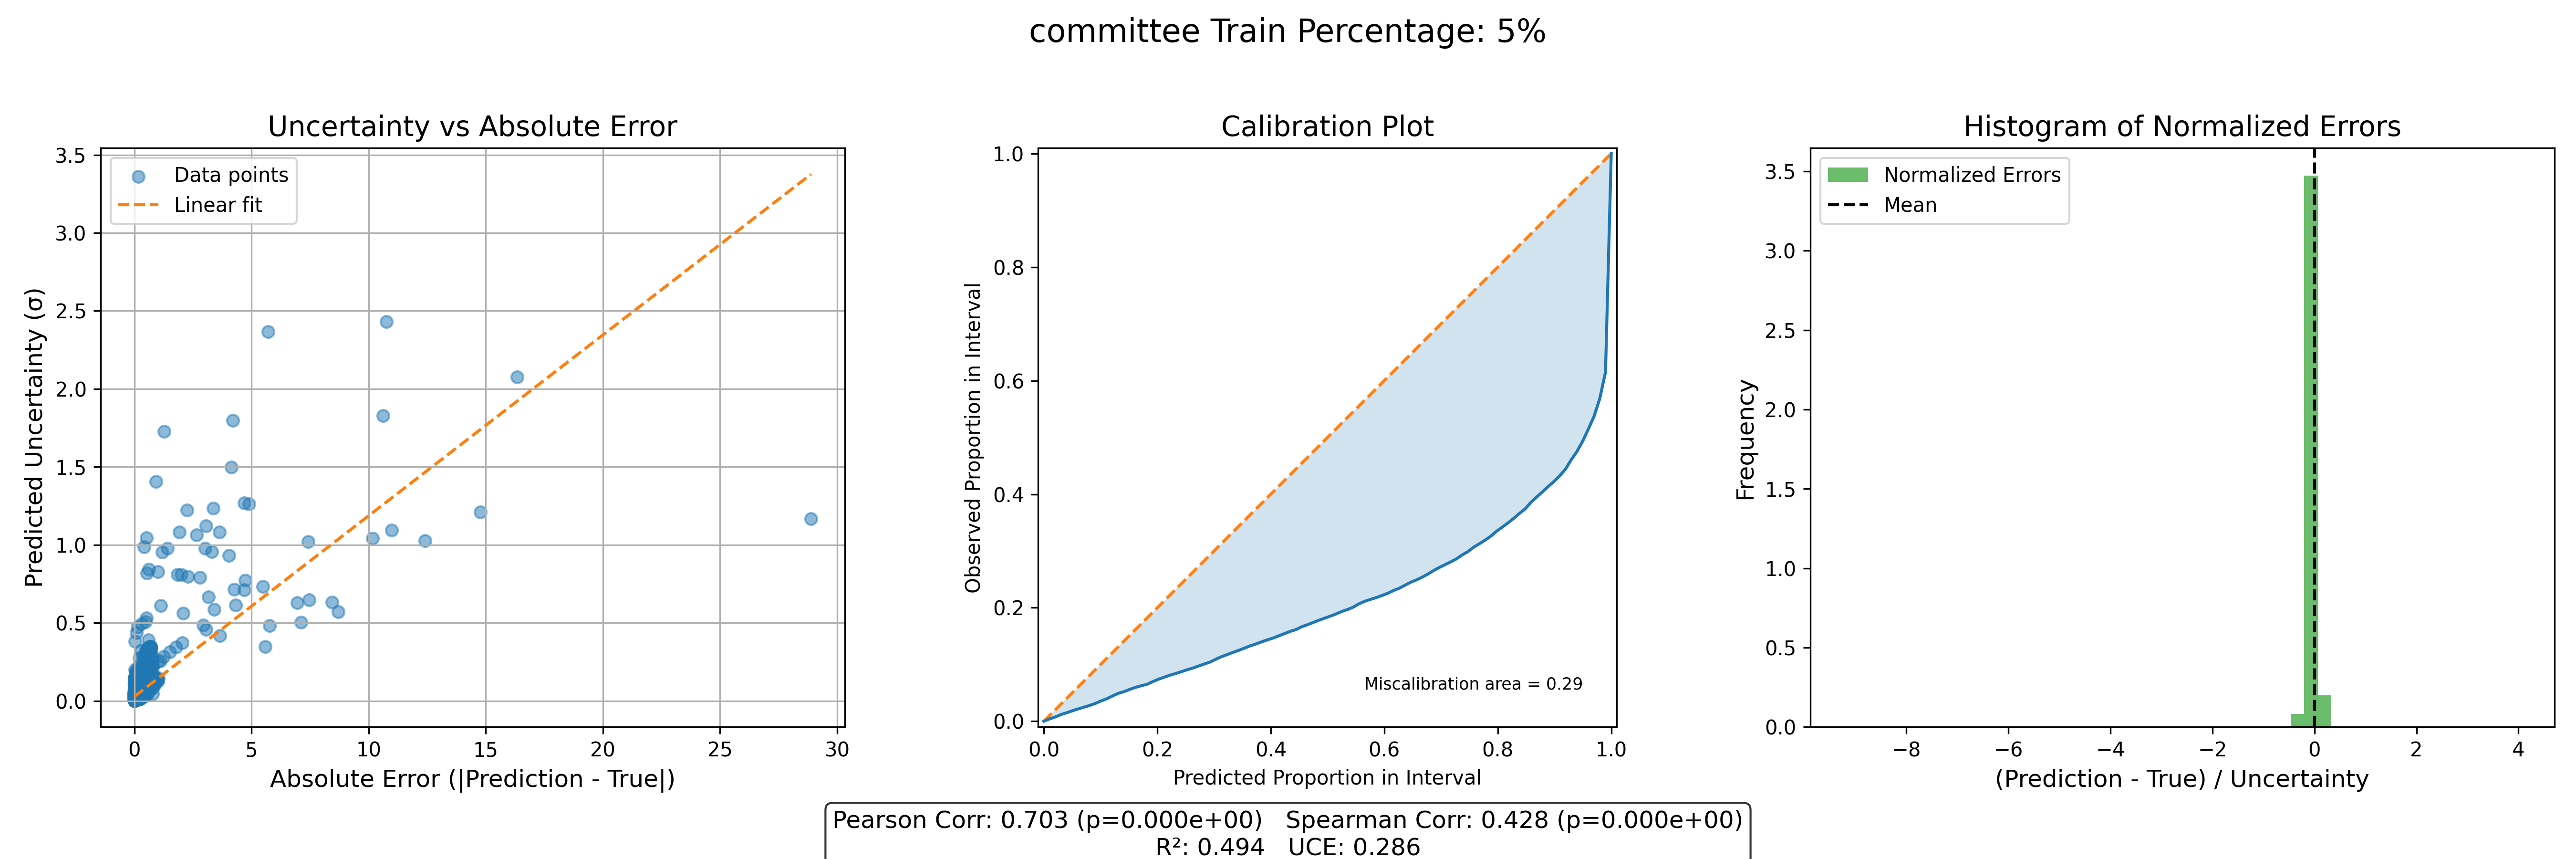 committee Train Percentage: 5%
Uncertainty vs Absolute Error
3.5
3.0
2.5
2.0
1.5
1.0
0.5
0.0
Predicted Uncertainty (σ)
Data points
Linear fit
0 5 10 15 20 25 30
Absolute Error (|Prediction - True|)
Calibration Plot
1.0
0.8
0.6
0.4
0.2
0.0
Observed Proportion in Interval
Miscalibration area = 0.29
0.0 0.2 0.4 0.6 0.8 1.0
Predicted Proportion in Interval
Histogram of Normalized Errors
3.5
3.0
2.5
2.0
1.5
1.0
0.5
0.0
Frequency
Normalized Errors
Mean
−8 −6 −4 −2 0 2 4
(Prediction - True) / Uncertainty
Pearson Corr: 0.703 (p=0.000e+00) Spearman Corr: 0.428 (p=0.000e+00)
R²: 0.494 UCE: 0.286